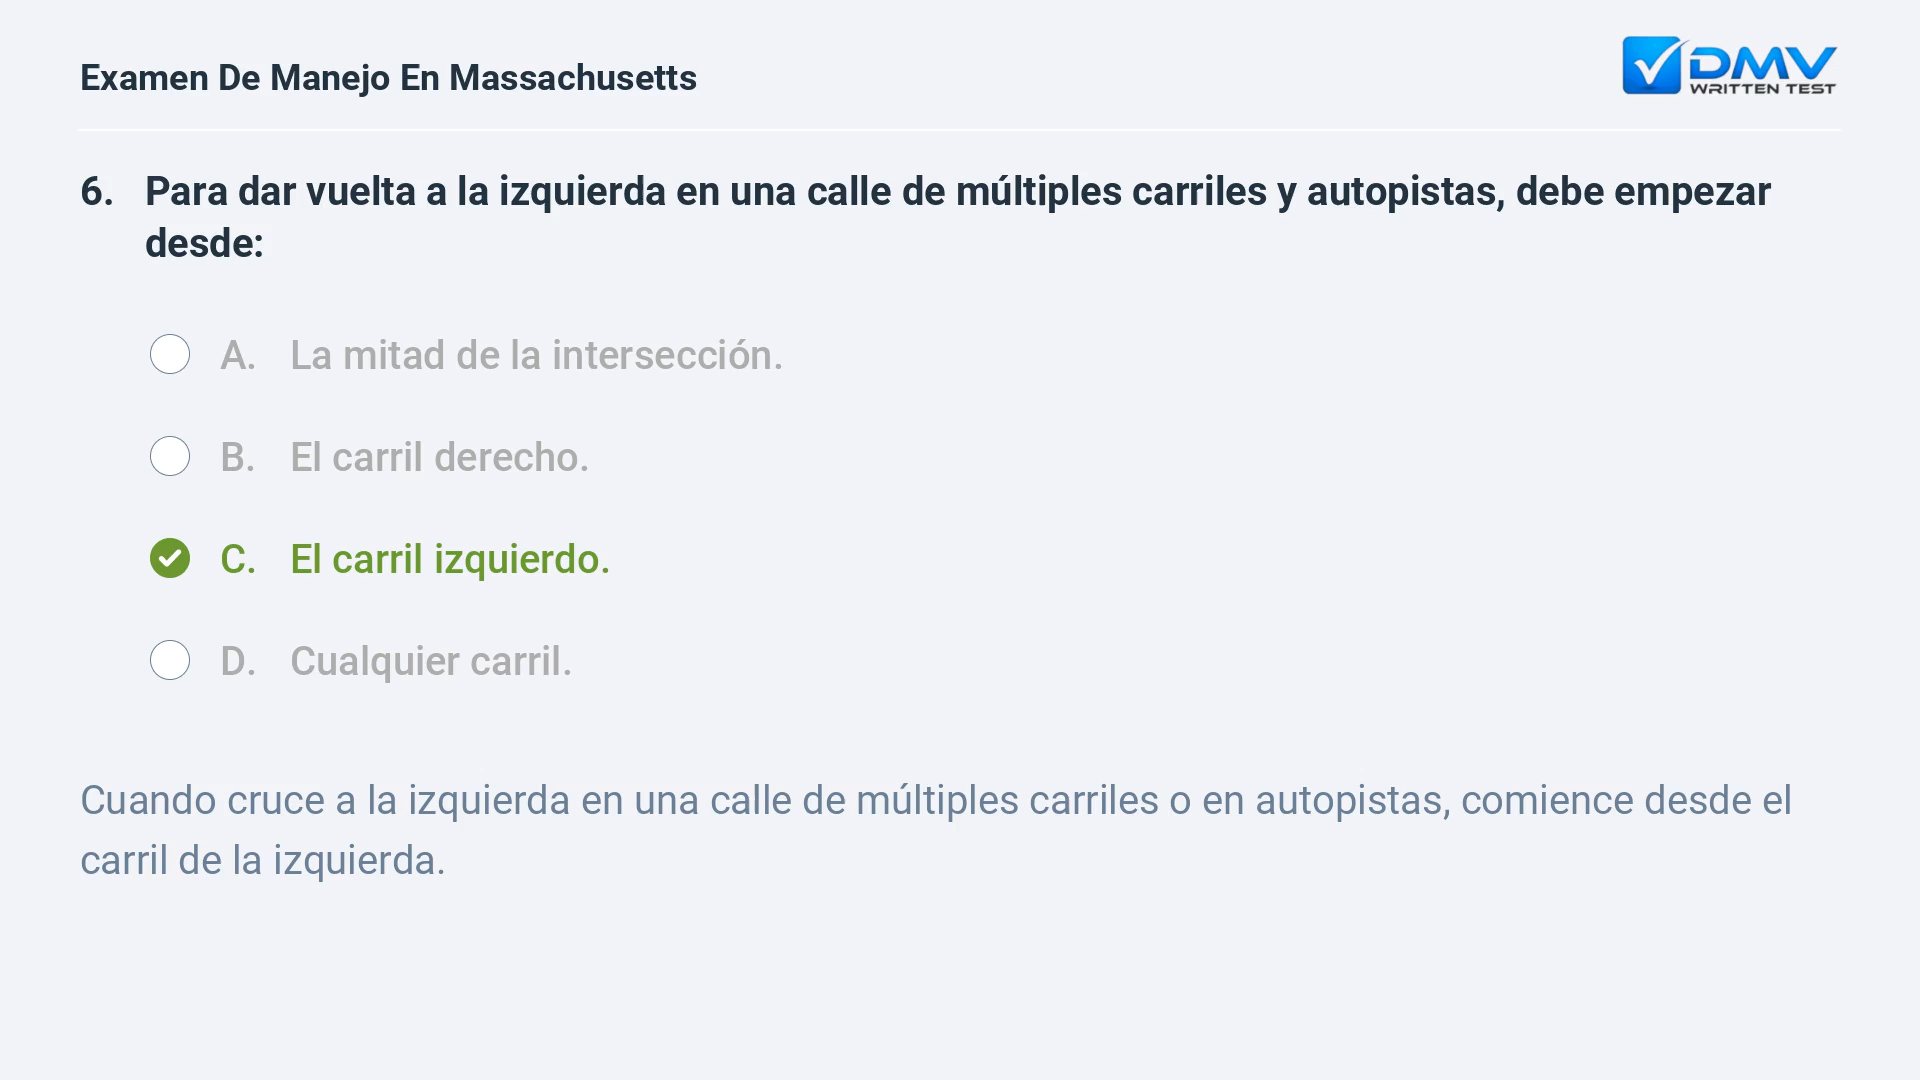 Examen De Manejo En Massachusetts
DMV
WRITTEN TEST
6. Para dar vuelta a la izquierda en una calle de múltiples carriles y autopistas, debe empezar
desde:
A. La mitad de la intersección.
B. El carril derecho.
C. El carril izquierdo.
D. Cualquier carril.
Cuando cruce a la izquierda en una calle de múltiples carriles o en autopistas, comience desde el
carril de la izquierda.